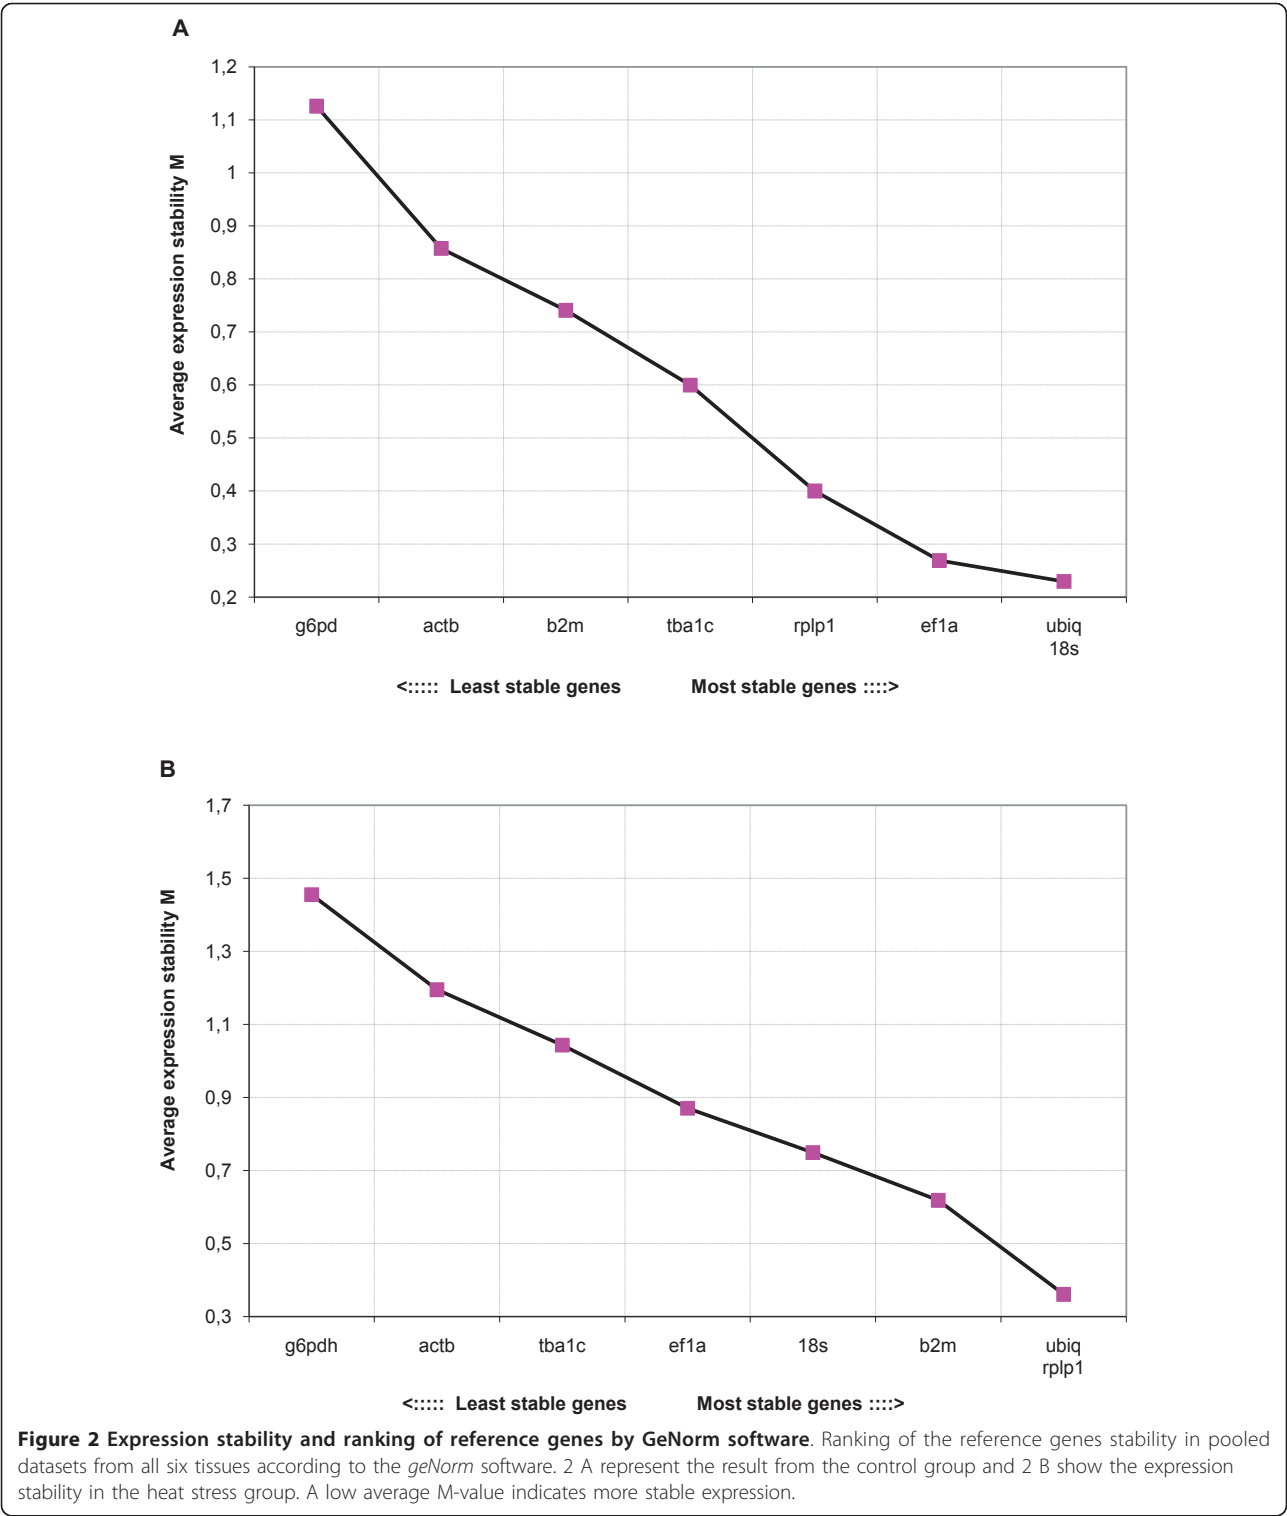 A
Average expression stability M
1,2
1,1
1
0,9
0,8
0,7
0,6
0,5
0,4
0,3
0,2
g6pd actb b2m tba1c rplp1 ef1a ubiq
18s
<::::: Least stable genes Most stable genes ::::>
B
Average expression stability M
1,7
1,5
1,3
1,1
0,9
0,7
0,5
0,3
g6pdh actb tba1c ef1a 18s b2m ubiq
rplp1
<::::: Least stable genes Most stable genes ::::>
Figure 2 Expression stability and ranking of reference genes by GeNorm software. Ranking of the reference genes stability in pooled
datasets from all six tissues according to the geNorm software. 2 A represent the result from the control group and 2 B show the expression
stability in the heat stress group. A low average M-value indicates more stable expression.